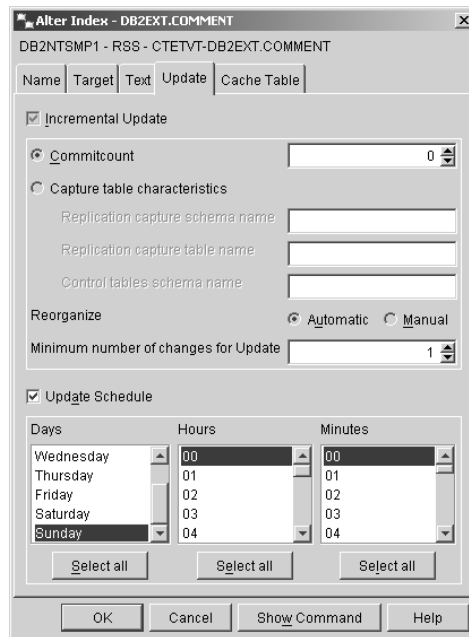 Alter Index - DB2EXT.COMMENT
DB2NTSMP1 - RSS - CTETVT-DB2EXT.COMMENT
Name Target Text Update Cache Table
Incremental Update
Commitcount 0
Capture table characteristics
Replication capture schema name
Replication capture table name
Control tables schema name
Reorganize Automatic Manual
Minimum number of changes for Update 1
Update Schedule
Days Hours Minutes
Wednesday 00 00
Thursday 01 01
Friday 02 02
Saturday 03 03
Sunday 04 04
Select all Select all Select all
OK Cancel Show Command Help